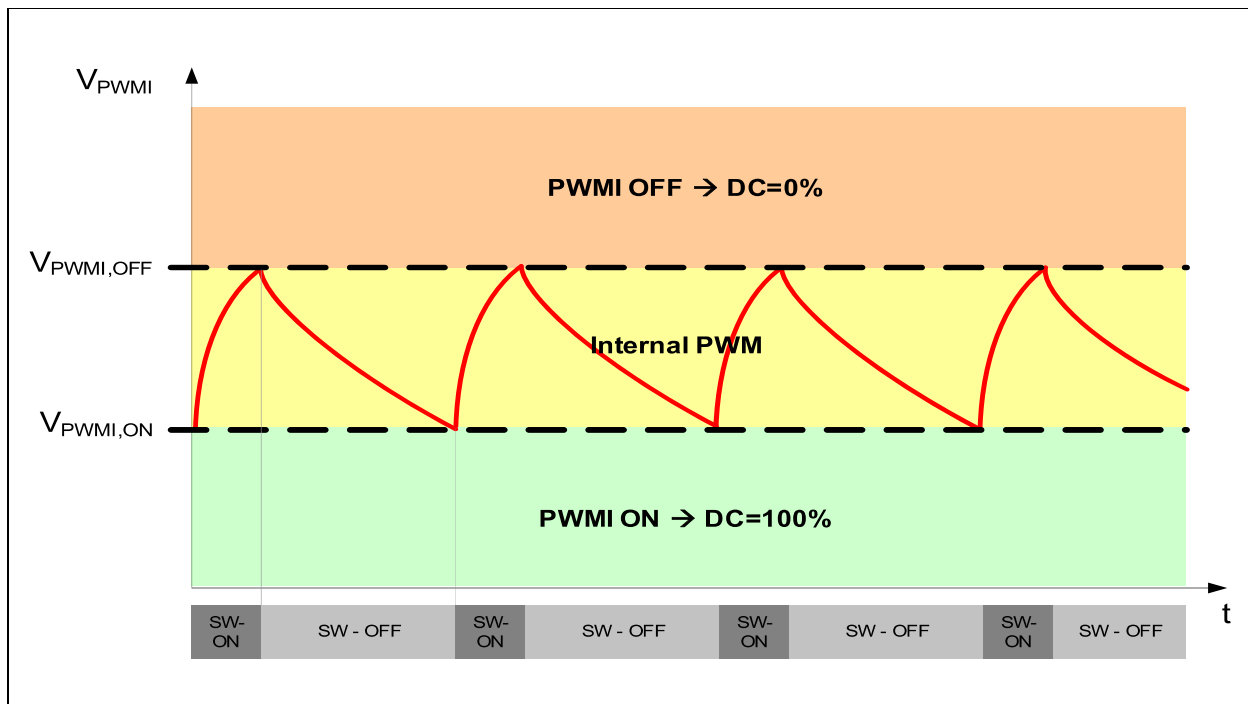 VPWMI
PWMI OFF → DC=0%
VPWMI,OFF
Internal PWM
VPWMI,ON
PWMI ON → DC=100%
t
SW-
ON
SW - OFF
SW-
ON
SW - OFF
SW-
ON
SW - OFF
SW-
ON
SW - OFF